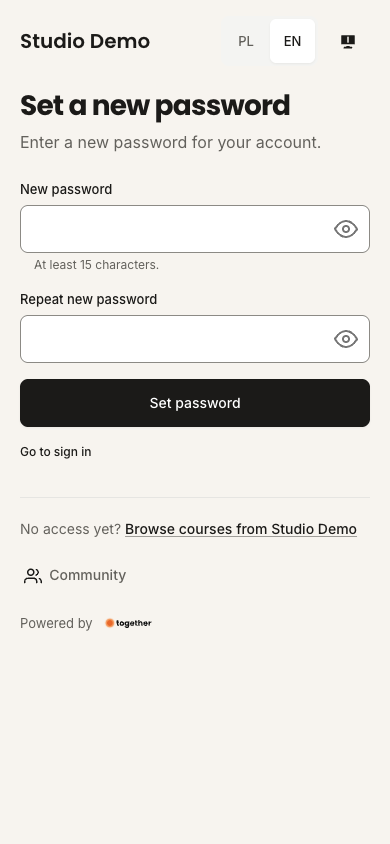 Studio Demo
PL
EN
Set a new password
Enter a new password for your account.
New password
At least 15 characters.
Repeat new password
Set password
Go to sign in
No access yet? Browse courses from Studio Demo
Community
Powered by together